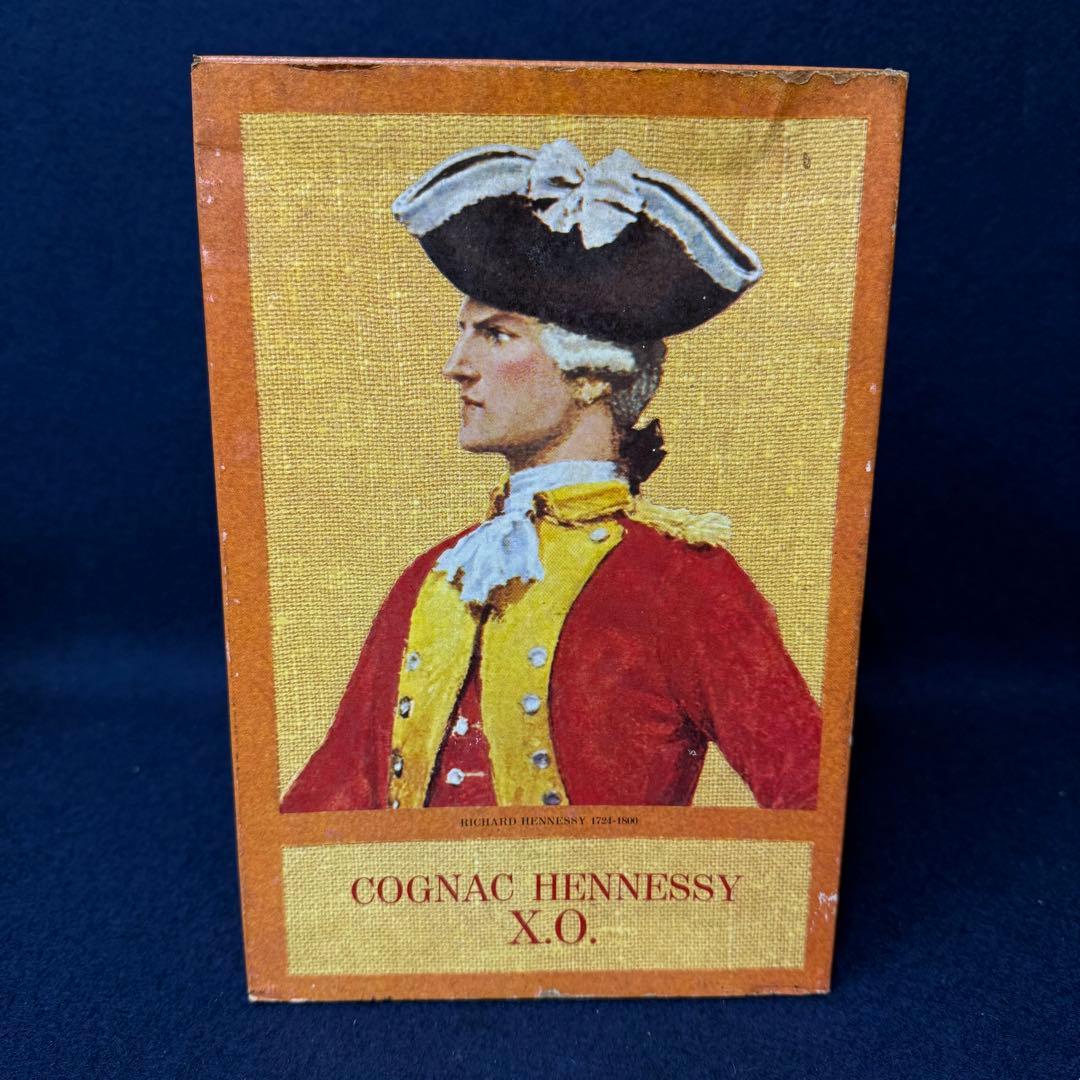 RICHARD HENNESSY 1724-1800
COGNAC HENNESSY
X.O.